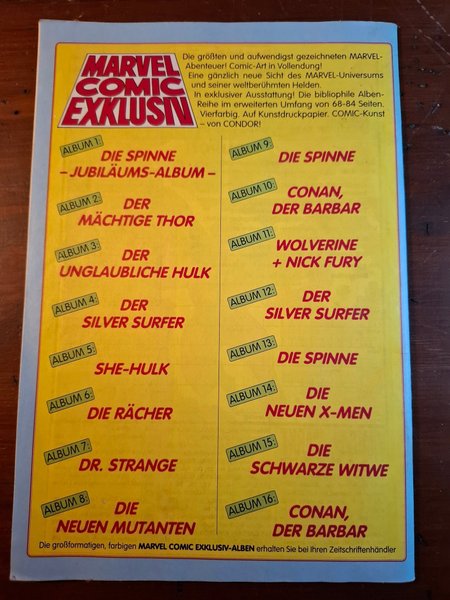 MARVEL
COMIC
EXKLUSIV
Die größten und aufwendigst gezeichneten MARVEL-
Abenteuer! Comic-Art in Vollendung!
Eine gänzlich neue Sicht des MARVEL-Universums
und seiner weltberühmten Helden.
In exklusiver Ausstattung! Die bibliophile Alben-
Reihe im erweiterten Umfang von 68-84 Seiten.
Vierfarbig. Auf Kunstdruckpapier. COMIC-Kunst
– von CONDOR!
ALBUM 1:
DIE SPINNE
– JUBILÄUMS-ALBUM –
ALBUM 2:
DER
MÄCHTIGE THOR
ALBUM 3:
DER
UNGLAUBLICHE HULK
ALBUM 4:
DER
SILVER SURFER
ALBUM 5:
SHE-HULK
ALBUM 6:
DIE RÄCHER
ALBUM 7:
DR. STRANGE
ALBUM 8:
DIE
NEUEN MUTANTEN
ALBUM 9:
DIE SPINNE
ALBUM 10:
CONAN,
DER BARBAR
ALBUM 11:
WOLVERINE
+ NICK FURY
ALBUM 12:
DER
SILVER SURFER
ALBUM 13:
DIE SPINNE
ALBUM 14:
DIE
NEUEN X-MEN
ALBUM 15:
DIE
SCHWARZE WITWE
ALBUM 16:
CONAN,
DER BARBAR
Die großformatigen, farbigen MARVEL COMIC EXKLUSIV-ALBEN erhalten Sie bei Ihren Zeitschriftenhändler